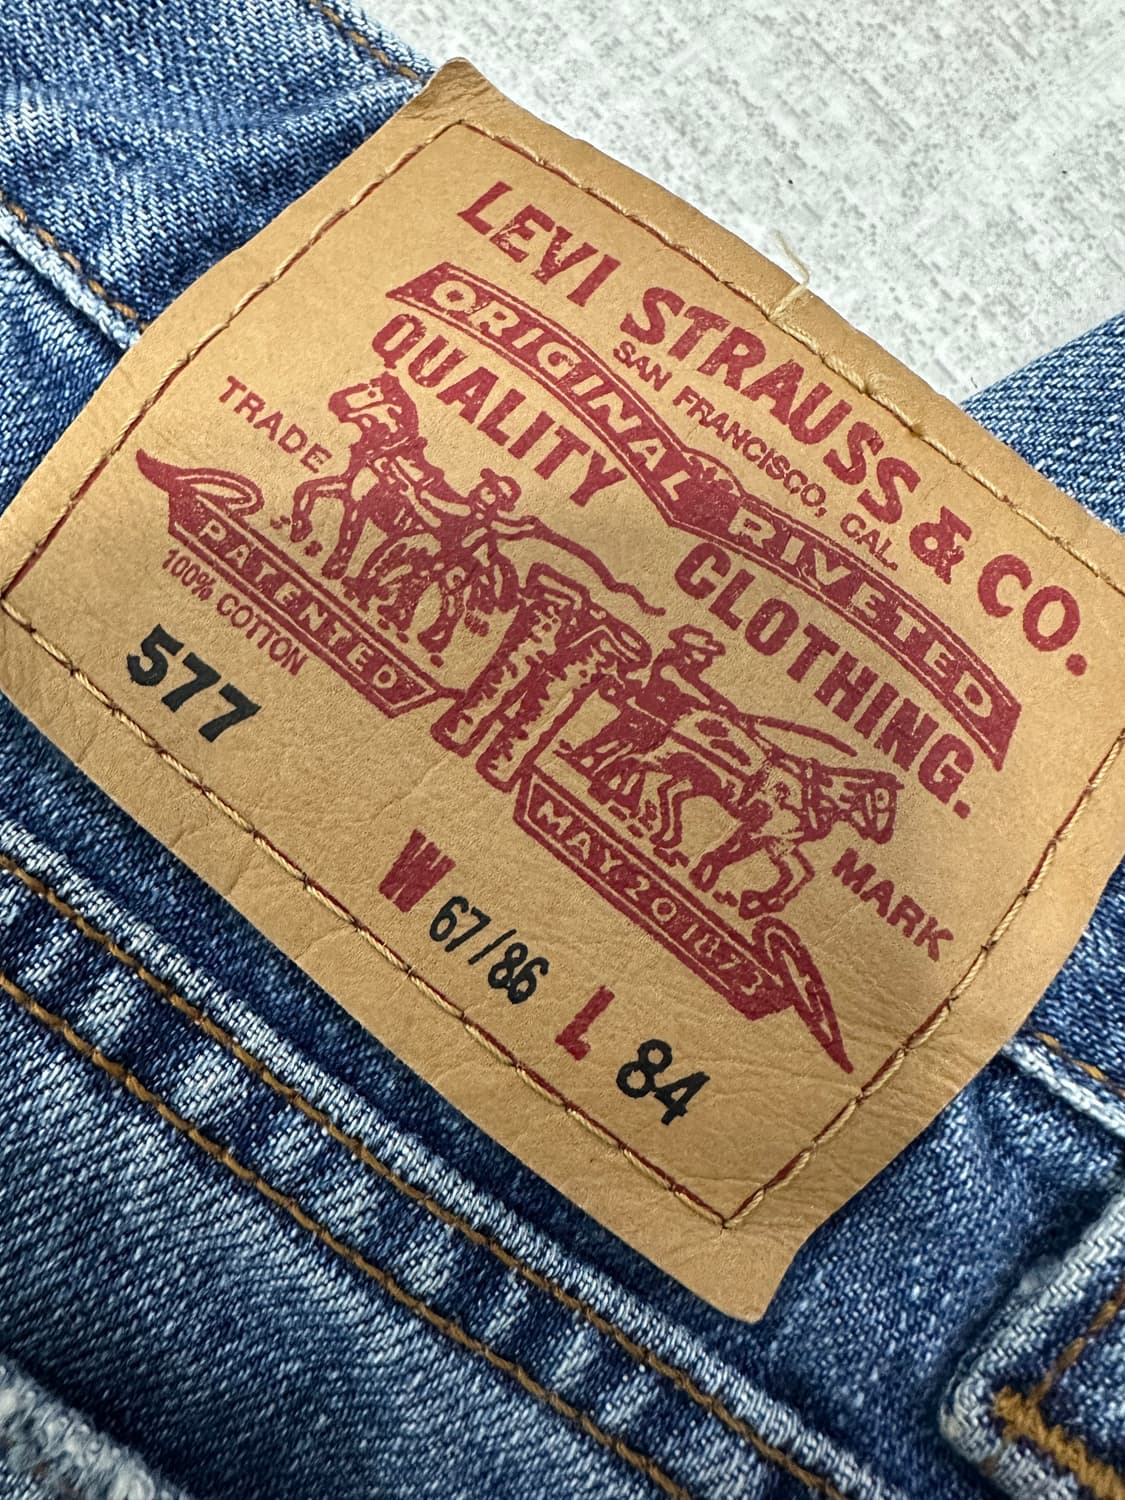 LEVI STRAUSS & CO.
SAN FRANCISCO, CAL.
ORIGINAL RIVETED
QUALITY CLOTHING.
TRADE MARK
PATENTED MAY 20 1873
100% COTTON
577
W 67/86 L 84